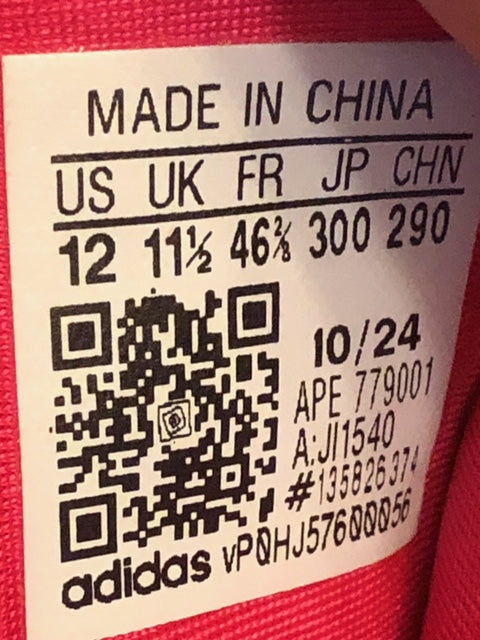 MADE IN CHINA
US UK FR JP CHN
12 11½ 46⅔ 300 290
10/24
APE 779001
A:JI1540
#135826374
adidas vP0HJ57600056